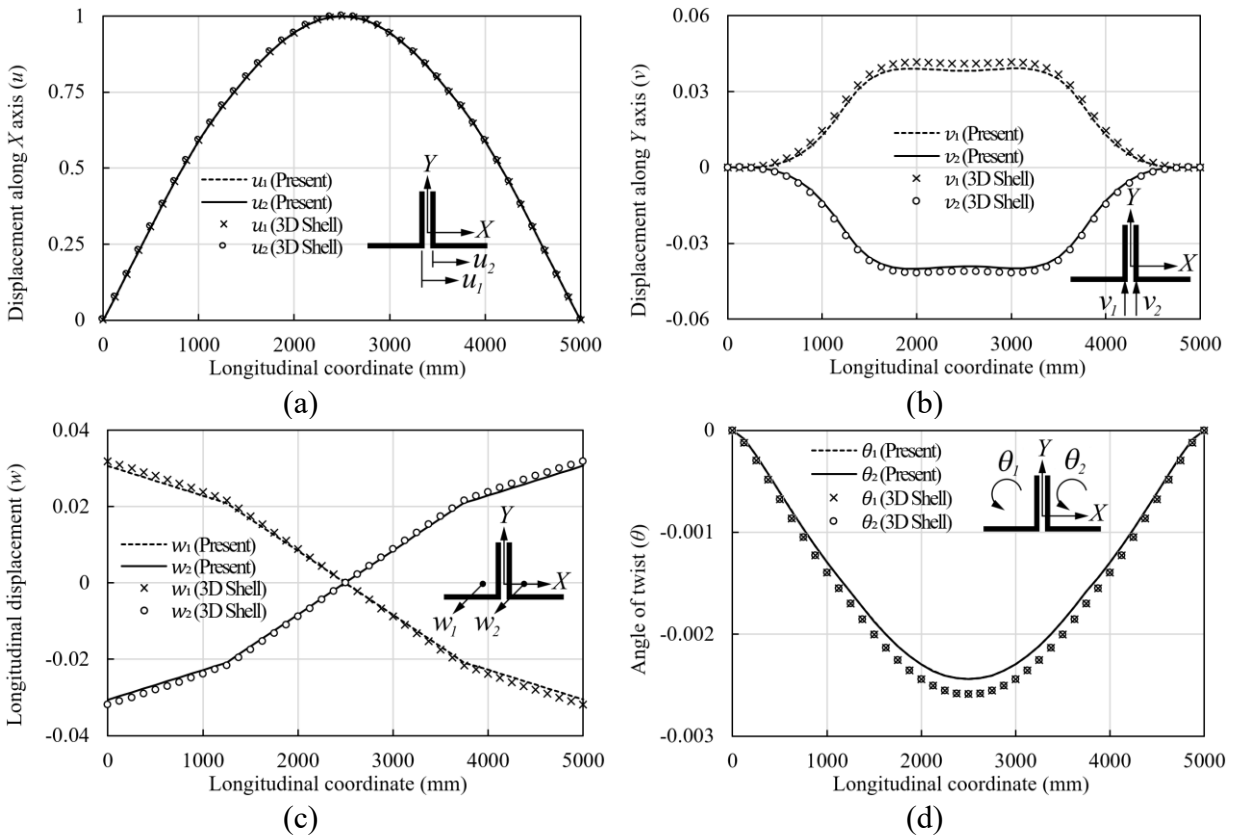 Displacement along X axis (u)
1
0.75
0.5
0.25
0
u1 (Present)
u2 (Present)
u1 (3D Shell)
u2 (3D Shell)
Y
X
u2
u1
0 1000 2000 3000 4000 5000
Longitudinal coordinate (mm)
(a)
Displacement along Y axis (v)
0.06
0.03
0
-0.03
-0.06
v1 (Present)
v2 (Present)
v1 (3D Shell)
v2 (3D Shell)
Y
X
v1 v2
0 1000 2000 3000 4000 5000
Longitudinal coordinate (mm)
(b)
Longitudinal displacement (w)
0.04
0.02
0
-0.02
-0.04
w1 (Present)
w2 (Present)
w1 (3D Shell)
w2 (3D Shell)
Y
X
w1 w2
0 1000 2000 3000 4000 5000
Longitudinal coordinate (mm)
(c)
Angle of twist (θ)
0
-0.001
-0.002
-0.003
θ1 (Present)
θ2 (Present)
θ1 (3D Shell)
θ2 (3D Shell)
Y
θ1 θ2
X
0 1000 2000 3000 4000 5000
Longitudinal coordinate (mm)
(d)